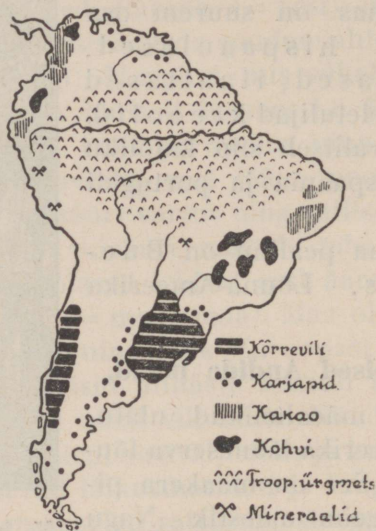 Kõrrevili
Karjapid
Kakao
Kohvi
Troop. ürgmets
Mineraalid